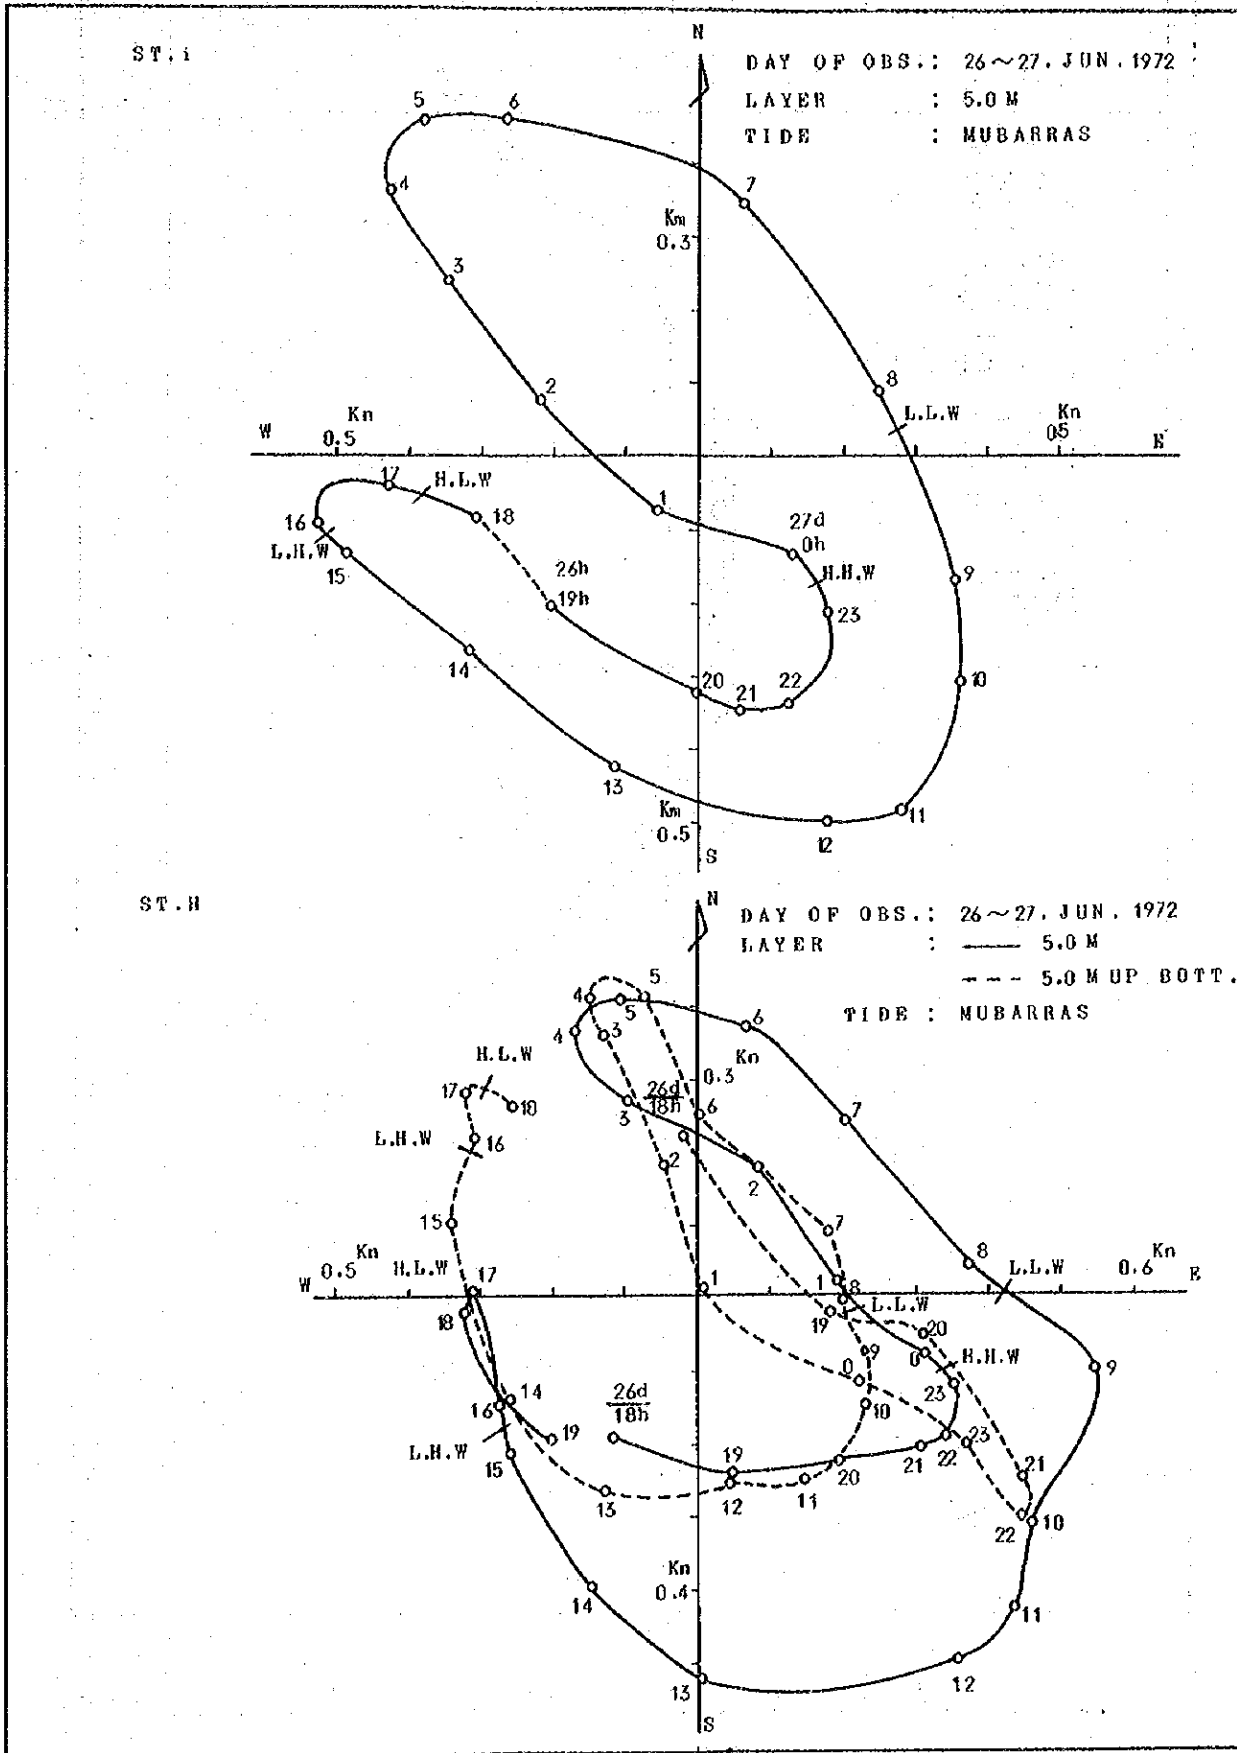 ST. i
N
DAY OF OBS. : 26~27. JUN. 1972
LAYER : 5.0 M
TIDE : MUBARRAS
5 6
4
7
Kn
0.3
3
8
2
L.L.W
W 0.5 Kn
05 Kn E
17 H.L.W
16 18
1
27d
0h
L.H.W
15
H.H.W
26h
19h
9
23
14
20 21 22
10
13
Kn
0.5
12
11
S
ST. H
N
DAY OF OBS. : 26~27. JUN. 1972
LAYER : 5.0 M
5.0 M UP BOTT.
TIDE : MUBARRAS
4 5
5
6
4 3
Kn
0.3
H.L.W
17 18
3
26d
18h
6
7
L.H.W 16
2
2
15
7
8
W 0.5 Kn
H.L.W 17
1
1 8
L.L.W
0.6 Kn E
18
19
L.L.W
20
9
0
H.H.W
9
0
23
14
16
26d
18h
10
19
L.H.W
15
19
20
21 22
23
21
13
12
11
22
10
Kn
0.4
14
11
13
12
S